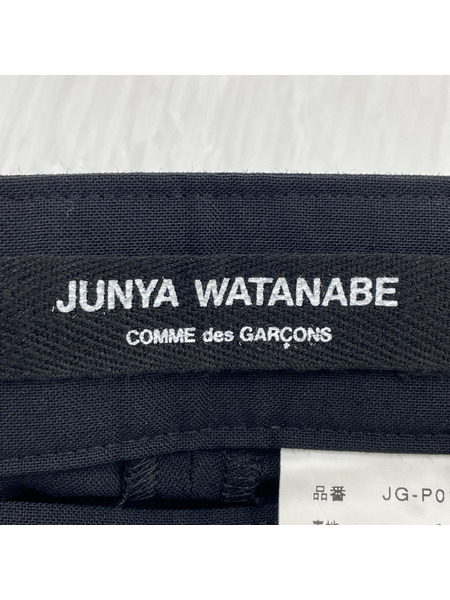 JUNYA WATANABE
COMME des GARÇONS
品番 JG-P0